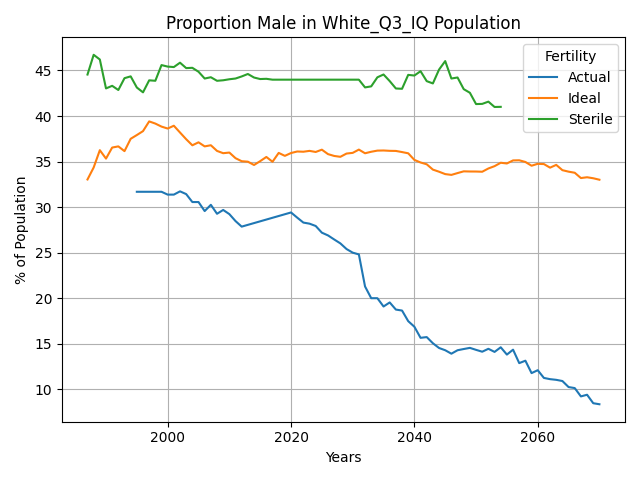 Proportion Male in White_Q3_IQ Population
% of Population
45
40
35
30
25
20
15
10
Fertility
Actual
Ideal
Sterile
2000 2020 2040 2060
Years